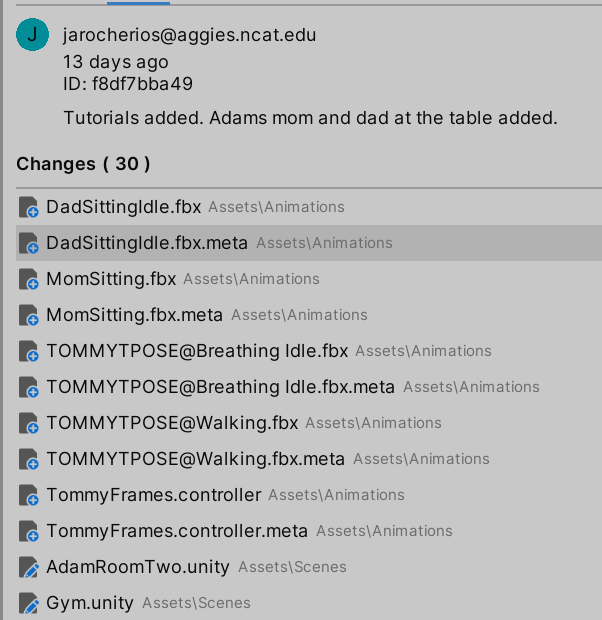 J jarocherios@aggies.ncat.edu
13 days ago
ID: f8df7bba49
Tutorials added. Adams mom and dad at the table added.
Changes ( 30 )
DadSittingIdle.fbx Assets\Animations
DadSittingIdle.fbx.meta Assets\Animations
MomSitting.fbx Assets\Animations
MomSitting.fbx.meta Assets\Animations
TOMMYTPOSE@Breathing Idle.fbx Assets\Animations
TOMMYTPOSE@Breathing Idle.fbx.meta Assets\Animations
TOMMYTPOSE@Walking.fbx Assets\Animations
TOMMYTPOSE@Walking.fbx.meta Assets\Animations
TommyFrames.controller Assets\Animations
TommyFrames.controller.meta Assets\Animations
AdamRoomTwo.unity Assets\Scenes
Gym.unity Assets\Scenes